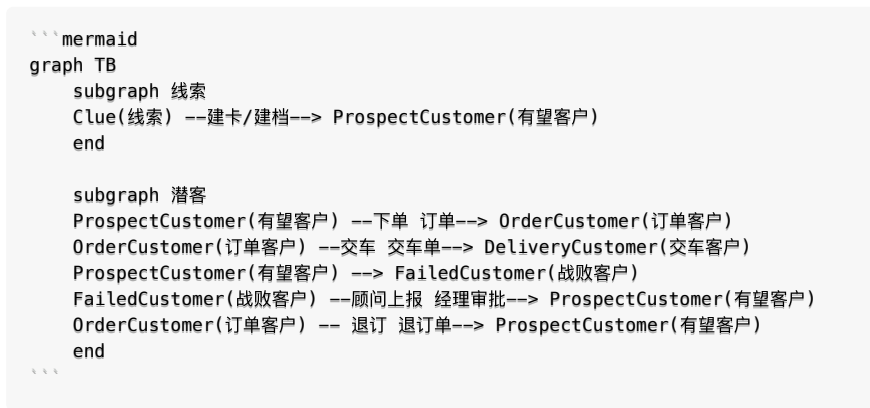 ```mermaid
graph TB
    subgraph 线索
    Clue(线索) --建卡/建档--> ProspectCustomer(有望客户)
    end

    subgraph 潜客
    ProspectCustomer(有望客户) --下单 订单--> OrderCustomer(订单客户)
    OrderCustomer(订单客户) --交车 交车单--> DeliveryCustomer(交车客户)
    ProspectCustomer(有望客户) --> FailedCustomer(战败客户)
    FailedCustomer(战败客户) --顾问上报 经理审批--> ProspectCustomer(有望客户)
    OrderCustomer(订单客户) -- 退订 退订单--> ProspectCustomer(有望客户)
    end
```